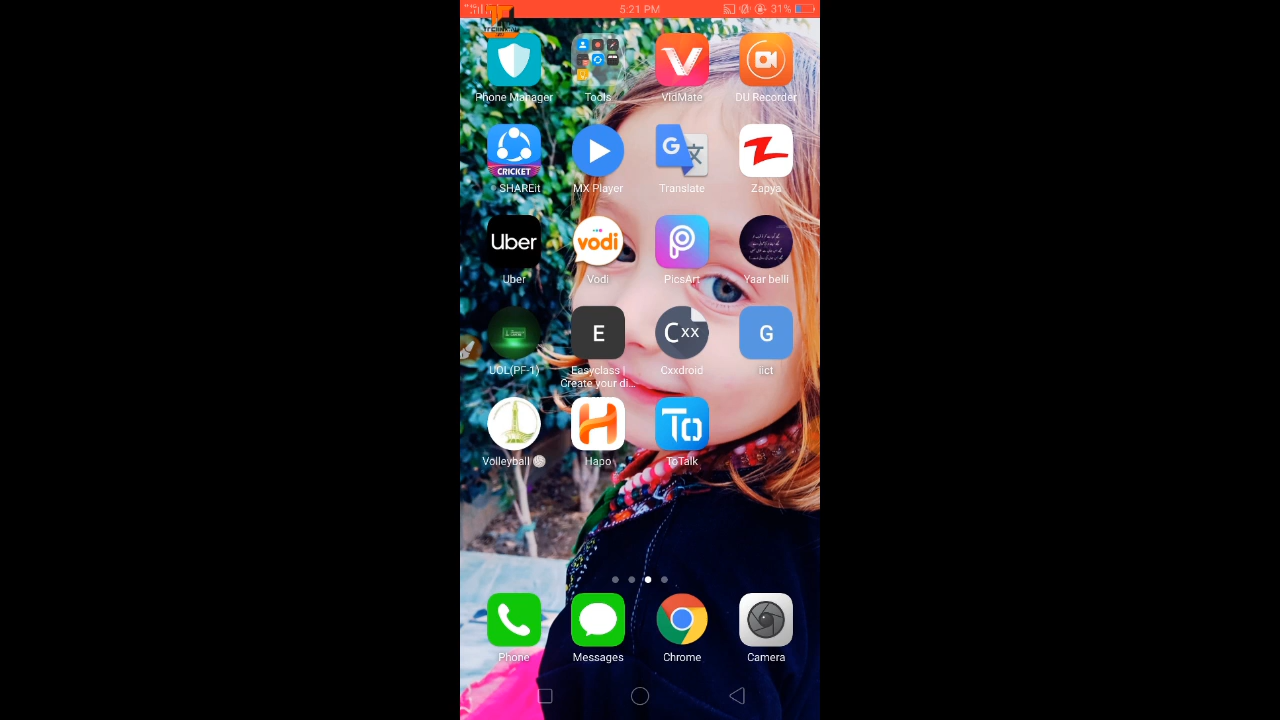 5:21 PM
31%
Phone Manager
Tools
VidMate
DU Recorder
CRICKET
SHAREit
MX Player
G
Translate
Zapya
Uber
Uber
vodi
Vodi
PicsArt
Yaar belli
UOL(PF-1)
E
Easyclass |
Create your di...
Cxx
Cxxdroid
G
iict
Volleyball
Hapo
To
ToTalk
Phone
Messages
Chrome
Camera